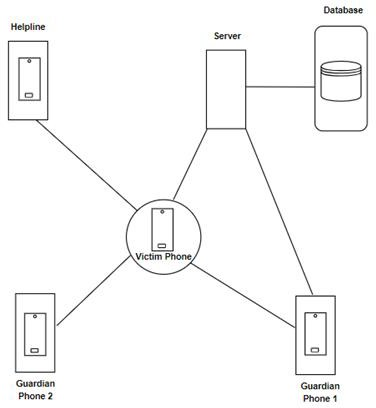 Database
Helpline
Server
Victim Phone
Guardian
Phone 2
Guardian
Phone 1